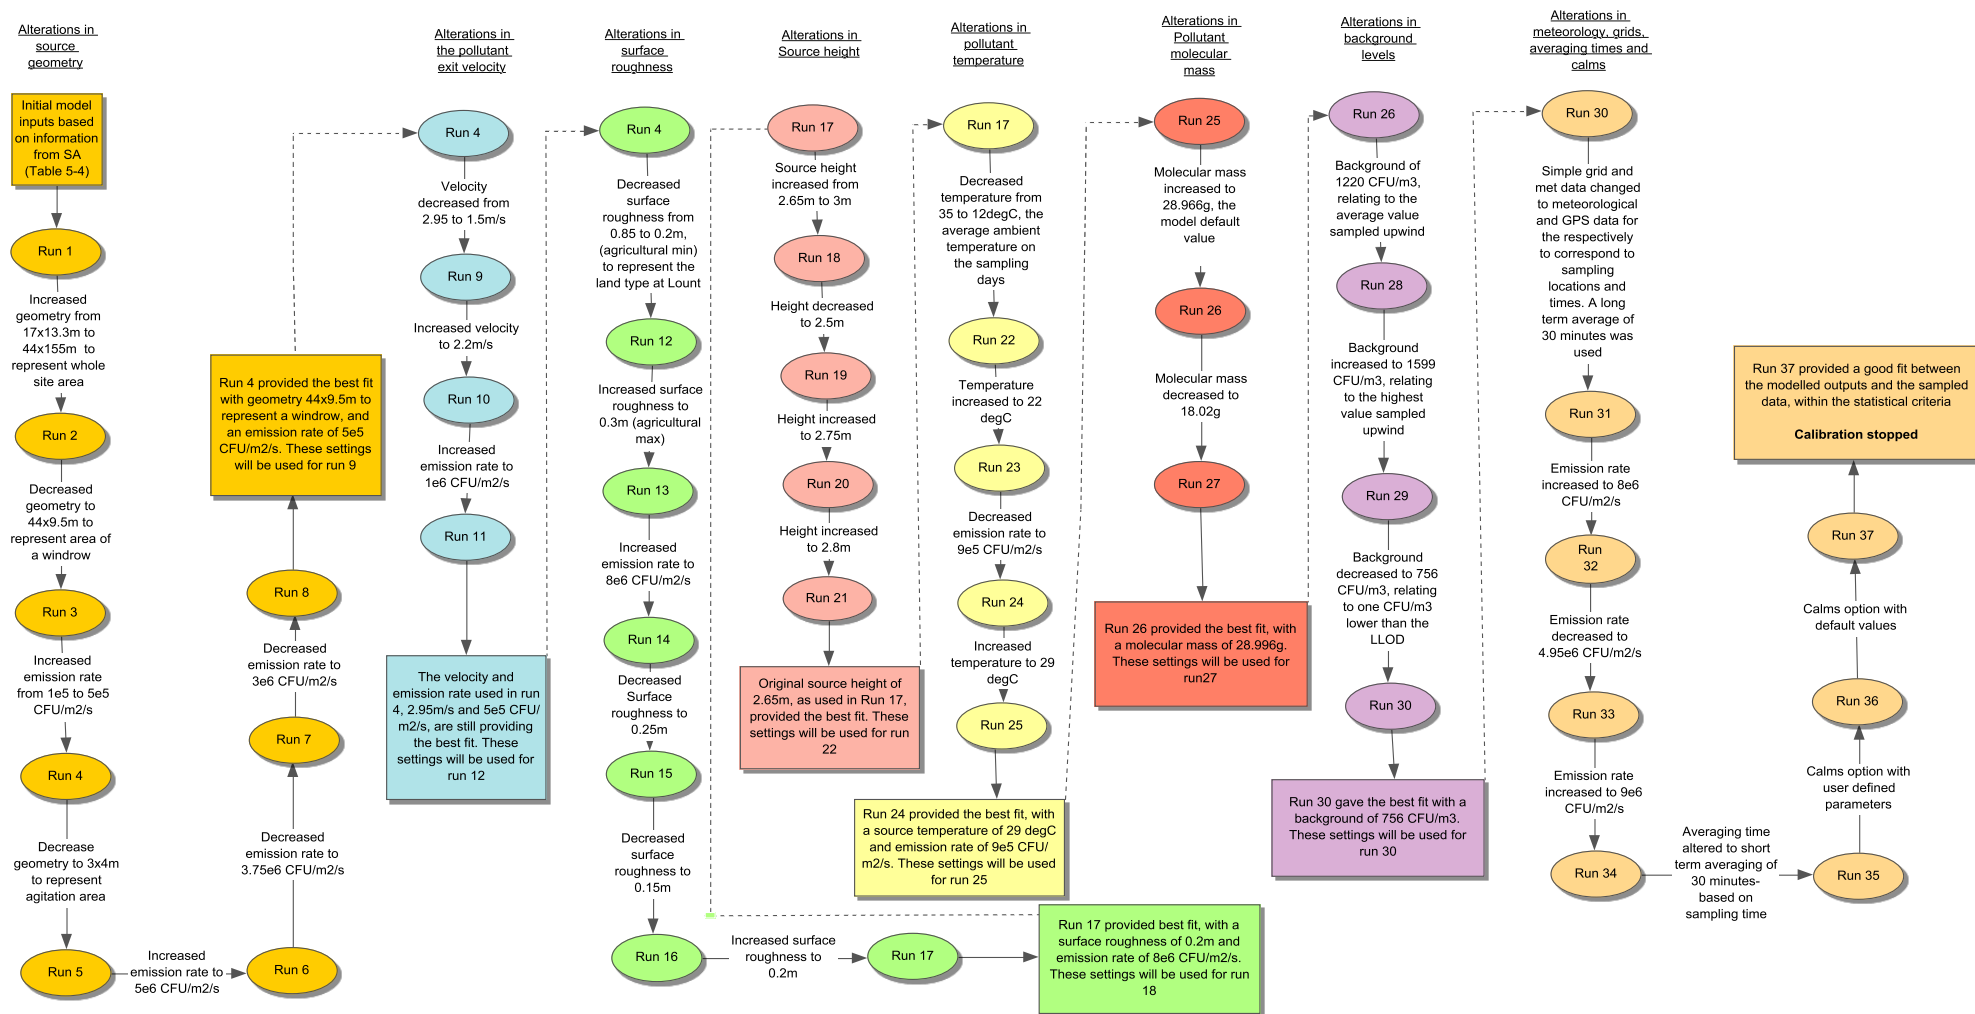 Alterations in
source
geometry
Initial model
inputs based
on information
from SA
(Table 5-4)
Run 1
Increased
geometry from
17x13.3m to
44x155m to
represent whole
site area
Run 2
Decreased
geometry to
44x9.5m to
represent area of
a windrow
Run 3
Increased
emission rate
from 1e5 to 5e5
CFU/m2/s
Run 4
Decrease
geometry to 3x4m
to represent
agitation area
Run 5
Increased
emission rate to
5e6 CFU/m2/s
Run 6
Decreased
emission rate to
3.75e6 CFU/m2/s
Run 7
Decreased
emission rate to
3e6 CFU/m2/s
Run 8
Run 4 provided the best fit
with geometry 44x9.5m to
represent a windrow, and
an emission rate of 5e5
CFU/m2/s. These settings
will be used for run 9
Alterations in
the pollutant
exit velocity
Run 4
Velocity
decreased from
2.95 to 1.5m/s
Run 9
Increased velocity
to 2.2m/s
Run 10
Increased
emission rate to
1e6 CFU/m2/s
Run 11
The velocity and
emission rate used in run
4, 2.95m/s and 5e5 CFU/
m2/s, are still providing
the best fit. These
settings will be used for
run 12
Alterations in
surface
roughness
Run 4
Decreased
surface
roughness from
0.85 to 0.2m,
(agricultural min)
to represent the
land type at Lount
Run 12
Increased surface
roughness to
0.3m (agricultural
max)
Run 13
Increased
emission rate to
8e6 CFU/m2/s
Run 14
Decreased
Surface
roughness to
0.25m
Run 15
Decreased
surface
roughness to
0.15m
Run 16
Increased surface
roughness to
0.2m
Run 17
Run 17 provided best fit, with a
surface roughness of 0.2m and
emission rate of 8e6 CFU/m2/s.
These settings will be used for run
18
Alterations in
Source height
Run 17
Source height
increased from
2.65m to 3m
Run 18
Height decreased
to 2.5m
Run 19
Height increased
to 2.75m
Run 20
Height increased
to 2.8m
Run 21
Original source height of
2.65m, as used in Run 17,
provided the best fit. These
settings will be used for run
22
Alterations in
pollutant
temperature
Run 17
Decreased
temperature from
35 to 12degC, the
average ambient
temperature on
the sampling
days
Run 22
Temperature
increased to 22
degC
Run 23
Decreased
emission rate to
9e5 CFU/m2/s
Run 24
Increased
temperature to 29
degC
Run 25
Run 24 provided the best fit, with
a source temperature of 29 degC
and emission rate of 9e5 CFU/
m2/s. These settings will be used
for run 25
Alterations in
Pollutant
molecular
mass
Run 25
Molecular mass
increased to
28.966g, the
model default
value
Run 26
Molecular mass
decreased to
18.02g
Run 27
Run 26 provided the best fit, with
a molecular mass of 28.996g.
These settings will be used for
run27
Alterations in
background
levels
Run 26
Background of
1220 CFU/m3,
relating to the
average value
sampled upwind
Run 28
Background
increased to 1599
CFU/m3, relating
to the highest
value sampled
upwind
Run 29
Background
decreased to 756
CFU/m3, relating
to one CFU/m3
lower than the
LLOD
Run 30
Run 30 gave the best fit with a
background of 756 CFU/m3.
These settings will be used for
run 30
Alterations in
meteorology, grids,
averaging times and
calms
Run 30
Simple grid and
met data changed
to meteorological
and GPS data for
the respectively
to correspond to
sampling
locations and
times. A long
term average of
30 minutes was
used
Run 31
Emission rate
increased to 8e6
CFU/m2/s
Run
32
Emission rate
decreased to
4.95e6 CFU/m2/s
Run 33
Emission rate
increased to 9e6
CFU/m2/s
Run 34
Averaging time
altered to short
term averaging of
30 minutes-
based on
sampling time
Run 35
Calms option with
user defined
parameters
Run 36
Calms option with
default values
Run 37
Run 37 provided a good fit between
the modelled outputs and the sampled
data, within the statistical criteria
Calibration stopped